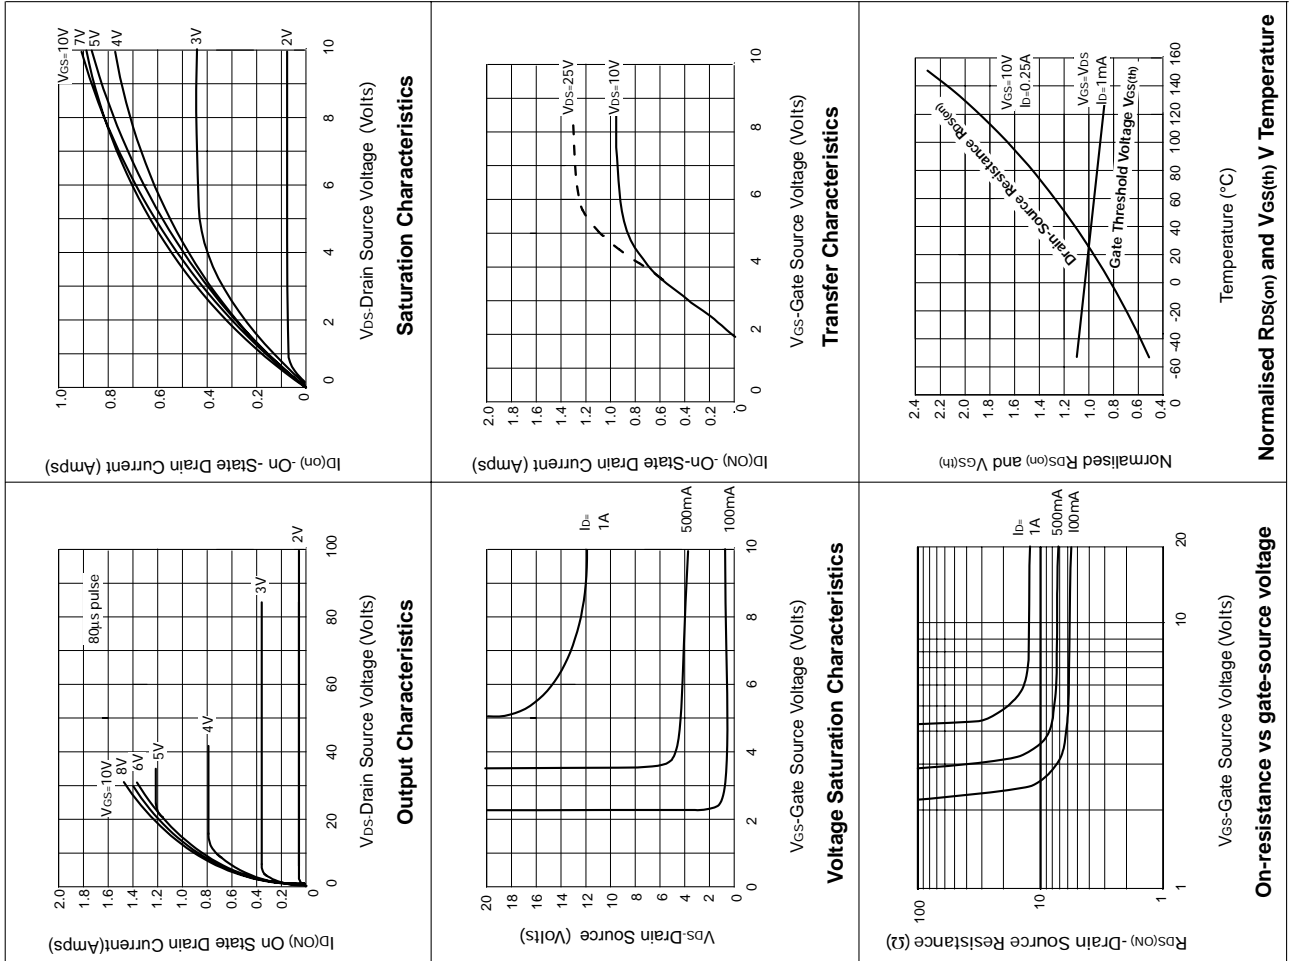 2.0
1.8
1.6
1.4
1.2
1.0
0.8
0.6
0.4
0.2
0
ID(ON) On State Drain Current(Amps)
80µs pulse
VGS=10V
8V
6V
5V
4V
3V
2V
0
20
40
60
80
100
VDS-Drain Source Voltage (Volts)
Output Characteristics
1.0
0.8
0.6
0.4
0.2
0
ID(on) -On -State Drain Current (Amps)
VGS=10V
7V
5V
4V
3V
2V
0
2
4
6
8
10
VDS-Drain Source Voltage (Volts)
Saturation Characteristics
20
18
16
14
12
10
8
6
4
2
0
VDS-Drain Source (Volts)
ID=
1A
500mA
100mA
0
2
4
6
8
10
VGS-Gate Source Voltage (Volts)
Voltage Saturation Characteristics
2.0
1.8
1.6
1.4
1.2
1.0
0.8
0.6
0.4
0.2
0
ID(ON) -On-State Drain Current (Amps)
VDS=25V
VDS=10V
0
2
4
6
8
10
VGS-Gate Source Voltage (Volts)
Transfer Characteristics
100
10
1
RDS(ON) -Drain Source Resistance (Ω)
ID=
1A
500mA
I00mA
1
10
20
VGS-Gate Source Voltage (Volts)
On-resistance vs gate-source voltage
2.4
2.2
2.0
1.8
1.6
1.4
1.2
1.0
0.8
0.6
0.4
Normalised RDS(on) and VGS(th)
Drain-Source Resistance RDS(on)
VGS=10V
ID=0.25A
VGS=VDS
ID=1mA
Gate Threshold Voltage VGS(th)
0
-60
-40
-20
0
20
40
60
80
100
120
140
160
Temperature (°C)
Normalised RDS(on) and VGS(th) V Temperature